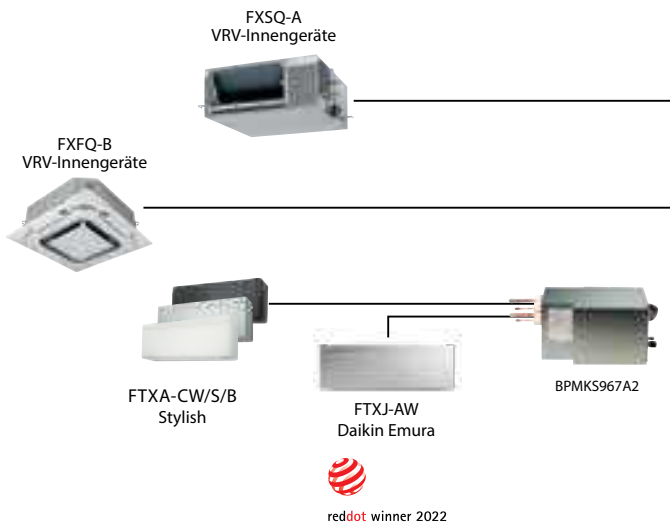 FXSQ-A
VRV-Innengeräte
FXFQ-B
VRV-Innengeräte
BPMKS967A2
FTXA-CW/S/B
Stylish
FTXJ-AW
Daikin Emura
reddot winner 2022